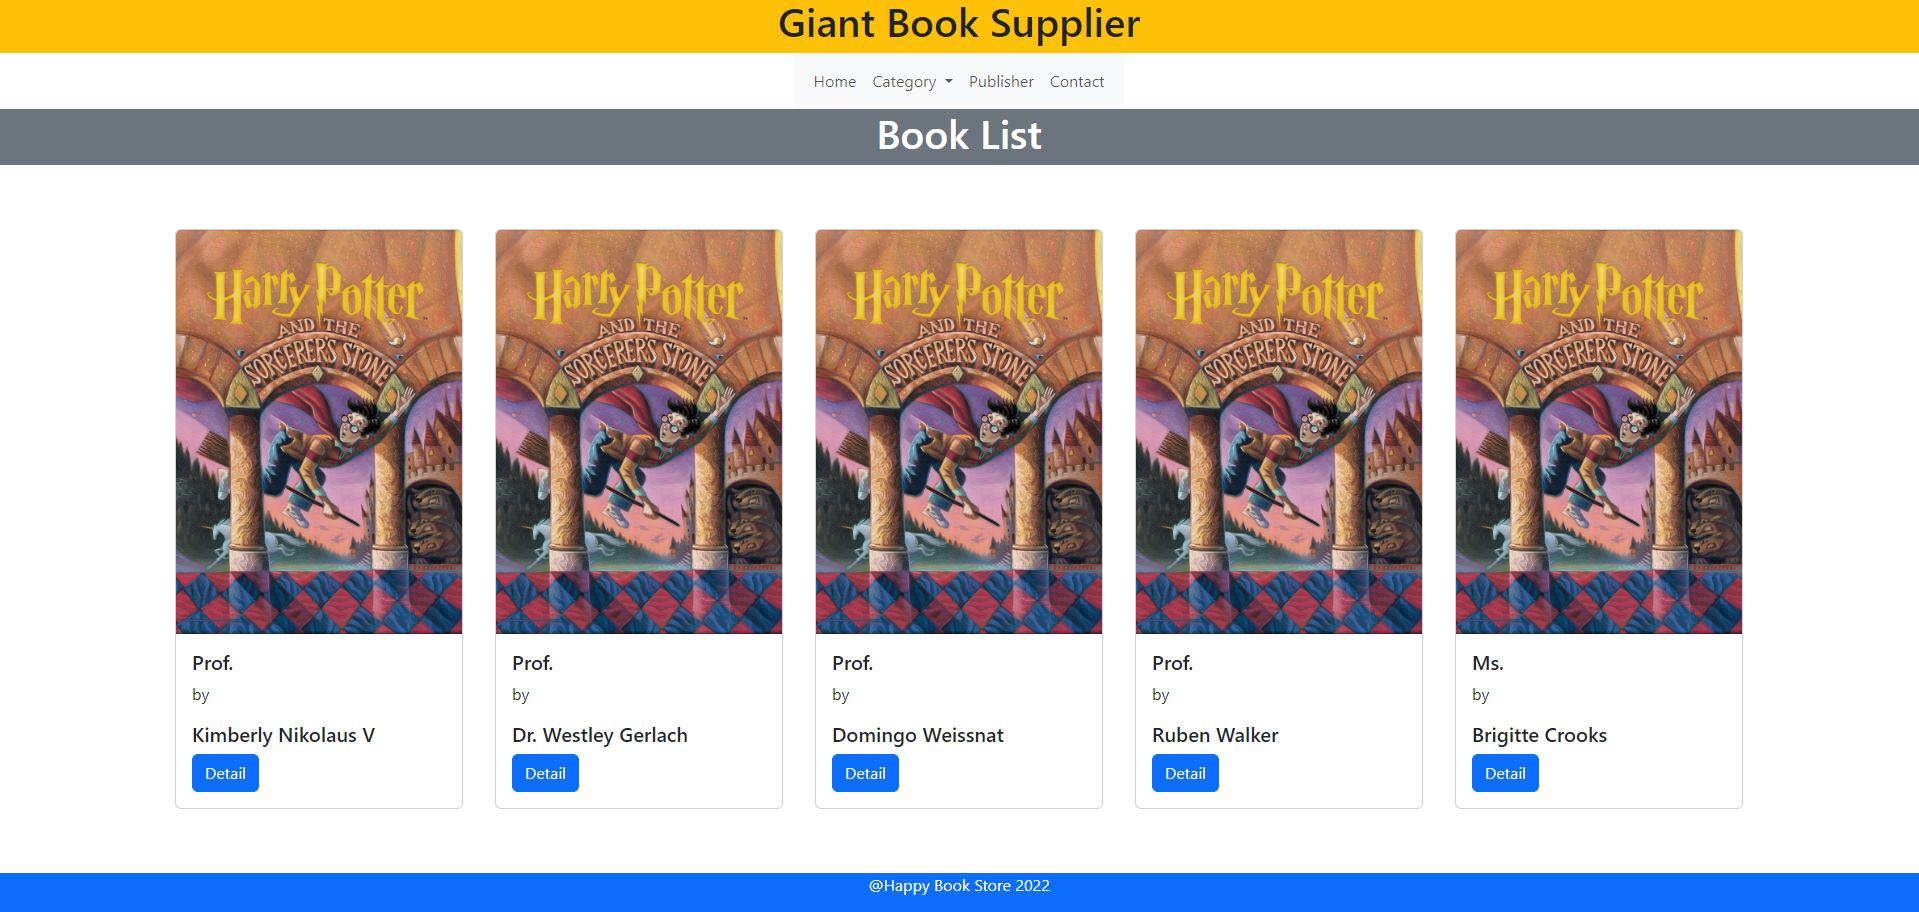 Giant Book Supplier
Home Category Publisher Contact
Book List
Harry Potter Harry Potter Harry Potter Harry Potter Harry Potter
AND THE AND THE AND THE AND THE AND THE
SORCERER'S STONE SORCERER'S STONE SORCERER'S STONE SORCERER'S STONE SORCERER'S STONE
Prof. Prof. Prof. Prof. Ms.
by by by by by
Kimberly Nikolaus V Dr. Westley Gerlach Domingo Weissnat Ruben Walker Brigitte Crooks
Detail Detail Detail Detail Detail
@Happy Book Store 2022